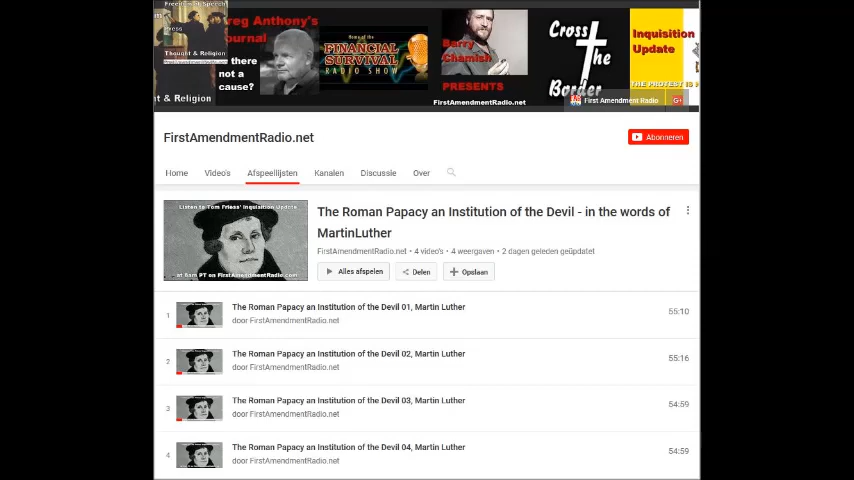 Freedom of Speech
Press
Thought & Religion
t & Religion
reg Anthony's
ournal
there
not a
cause?
Home of the
FINANCIAL
SURVIVAL
RADIO SHOW
Barry
Chamish
PRESENTS
FirstAmendmentRadio.net
Cross
The
Border
Inquisition
Update
THE PROTEST is N
First Amendment Radio
G+
FirstAmendmentRadio.net
Abonneren
Home Video's Afspeellijsten Kanalen Discussie Over
Listen to Tom Friess' Inquisition Update
at 8am PT on FirstAmendmentRadio.com
The Roman Papacy an Institution of the Devil - in the words of
MartinLuther
FirstAmendmentRadio.net • 4 video's • 4 weergaven • 2 dagen geleden geüpdatet
Alles afspelen Delen Opslaan
1 The Roman Papacy an Institution of the Devil 01, Martin Luther 55:10
door FirstAmendmentRadio.net
2 The Roman Papacy an Institution of the Devil 02, Martin Luther 55:16
door FirstAmendmentRadio.net
3 The Roman Papacy an Institution of the Devil 03, Martin Luther 54:59
door FirstAmendmentRadio.net
4 The Roman Papacy an Institution of the Devil 04, Martin Luther 54:59
door FirstAmendmentRadio.net